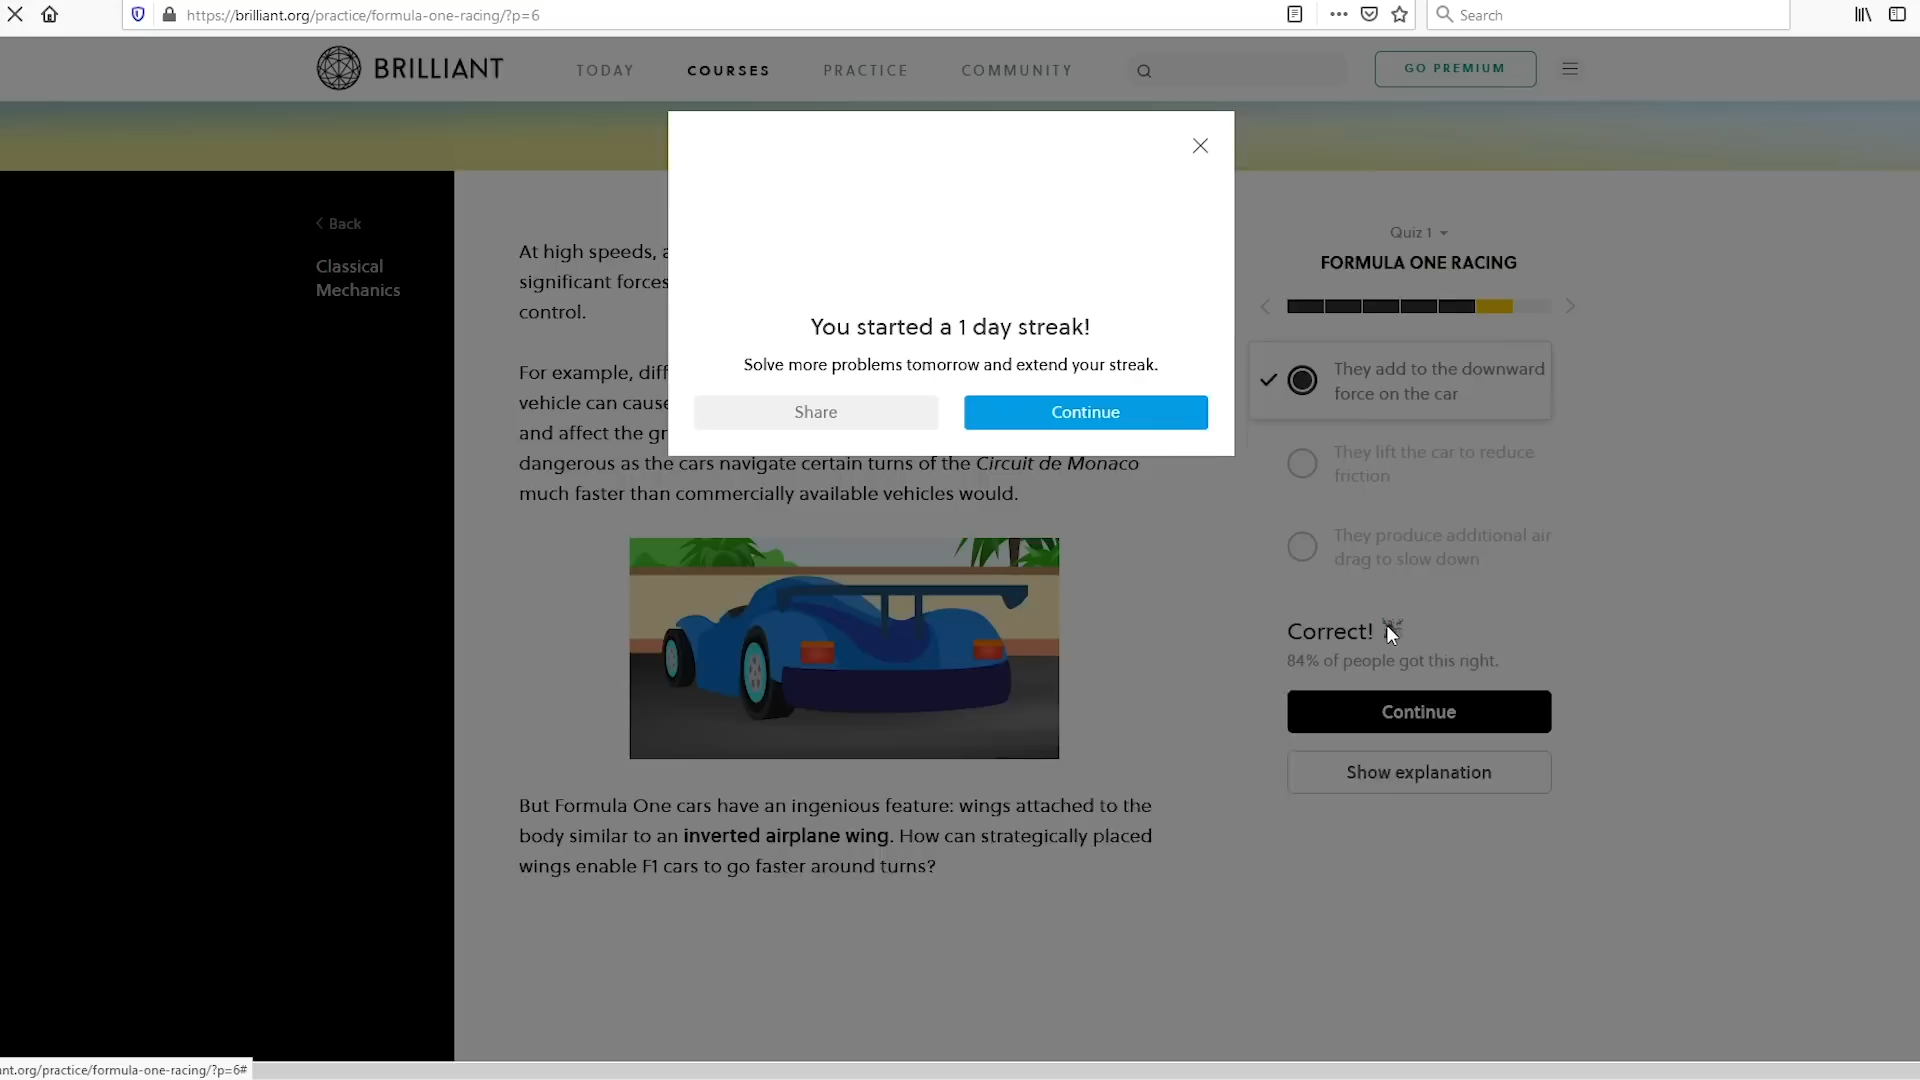 https://brilliant.org/practice/formula-one-racing/?p=6
Search
BRILLIANT
TODAY
COURSES
PRACTICE
COMMUNITY
GO PREMIUM
Back
Classical
Mechanics
At high speeds,
significant forces
control.
For example,
vehicle can cause
and affect the
dangerous as the cars navigate certain turns of the Circuit de Monaco
much faster than commercially available vehicles would.
But Formula One cars have an ingenious feature: wings attached to the
body similar to an inverted airplane wing. How can strategically placed
wings enable F1 cars to go faster around turns?
You started a 1 day streak!
Solve more problems tomorrow and extend your streak.
Share
Continue
Quiz 1
FORMULA ONE RACING
They add to the downward
force on the car
They lift the car to reduce
friction
They produce additional air
drag to slow down
Correct!
84% of people got this right.
Continue
Show explanation
ant.org/practice/formula-one-racing/?p=6#